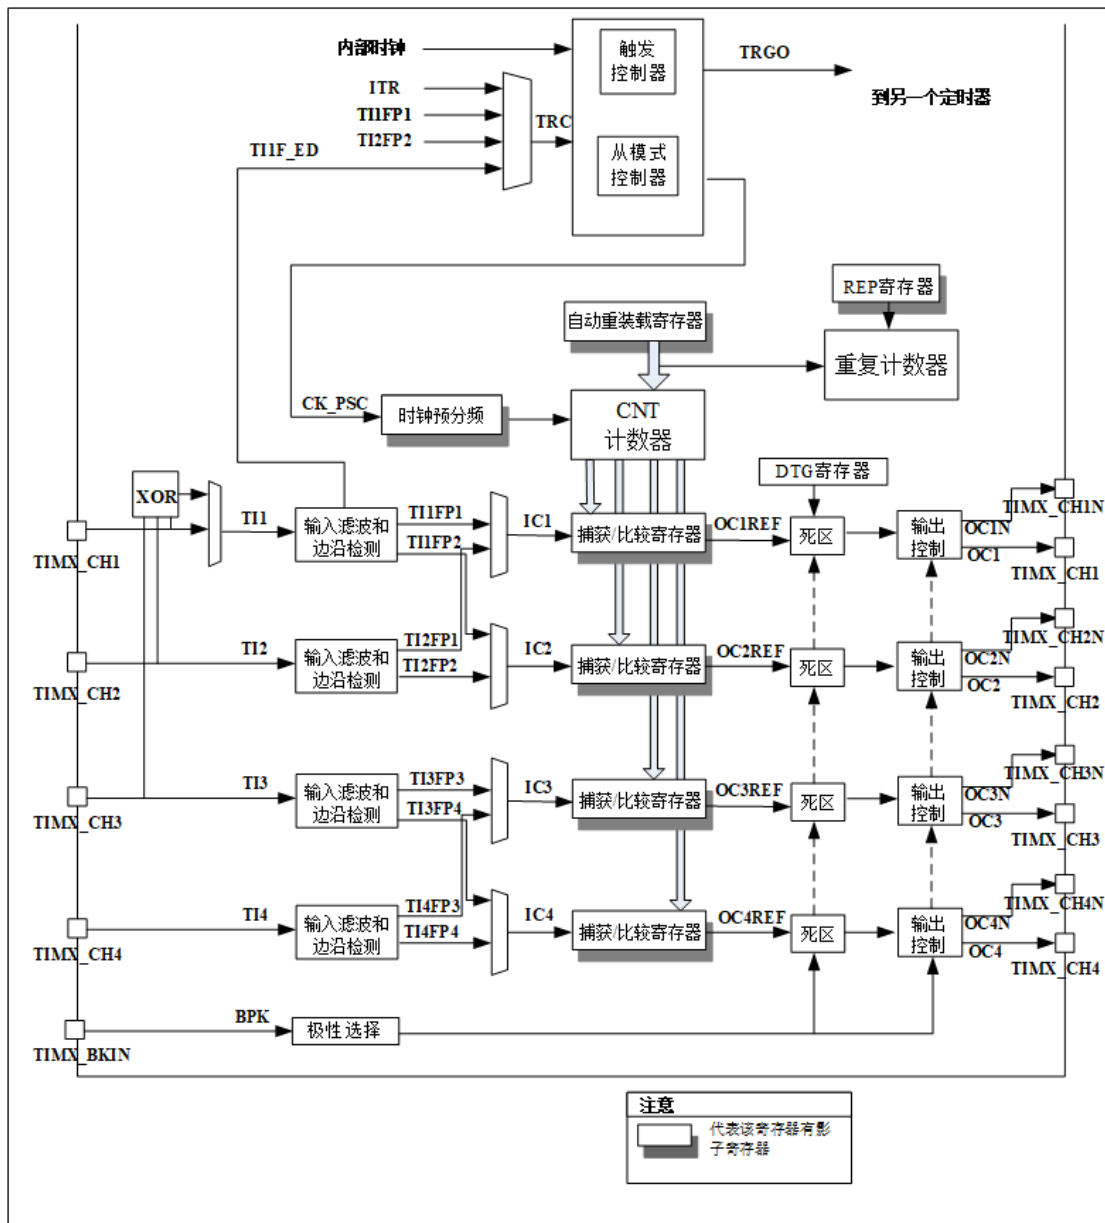 内部时钟
触发
控制器
TRGO
到另一个定时器
ITR
TI1FP1
TI2FP2
TRC
TI1F_ED
从模式
控制器
REP寄存器
自动重装载寄存器
重复计数器
CK_PSC
时钟预分频
CNT
计数器
DTG寄存器
XOR
TIMX_CH1
TI1
输入滤波和
边沿检测
TI1FP1
TI1FP2
IC1
捕获/比较寄存器
OC1REF
死区
输出
控制
OC1N
OC1
TIMX_CH1N
TIMX_CH1
TIMX_CH2
TI2
输入滤波和
边沿检测
TI2FP1
TI2FP2
IC2
捕获/比较寄存器
OC2REF
死区
输出
控制
OC2N
OC2
TIMX_CH2N
TIMX_CH2
TIMX_CH3
TI3
输入滤波和
边沿检测
TI3FP3
TI3FP4
IC3
捕获/比较寄存器
OC3REF
死区
输出
控制
OC3N
OC3
TIMX_CH3N
TIMX_CH3
TIMX_CH4
TI4
输入滤波和
边沿检测
TI4FP3
TI4FP4
IC4
捕获/比较寄存器
OC4REF
死区
输出
控制
OC4N
OC4
TIMX_CH4N
TIMX_CH4
TIMX_BKIN
BPK
极性选择
注意
代表该寄存器有影
子寄存器